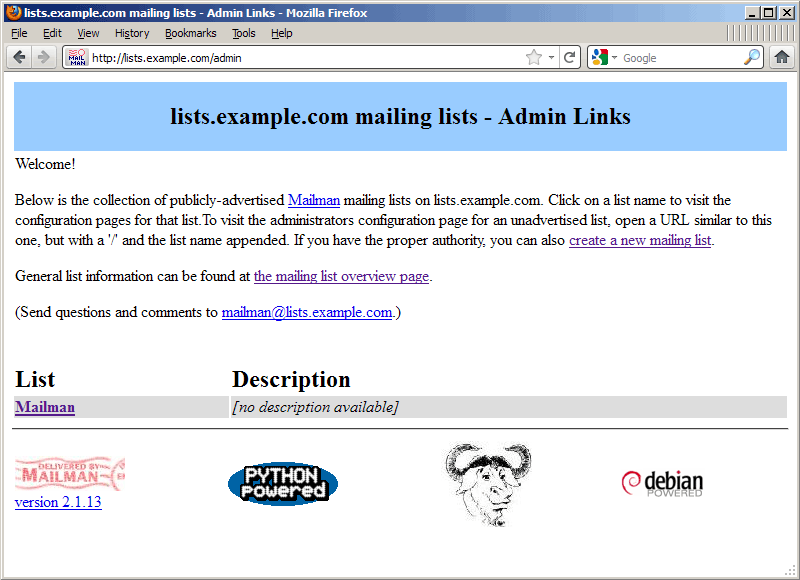 lists.example.com mailing lists - Admin Links - Mozilla Firefox
File Edit View History Bookmarks Tools Help
MAIL MAN http://lists.example.com/admin Google
lists.example.com mailing lists - Admin Links
Welcome!
Below is the collection of publicly-advertised Mailman mailing lists on lists.example.com. Click on a list name to visit the
configuration pages for that list.To visit the administrators configuration page for an unadvertised list, open a URL similar to this
one, but with a '/' and the list name appended. If you have the proper authority, you can also create a new mailing list.
General list information can be found at the mailing list overview page.
(Send questions and comments to mailman@lists.example.com.)
List Description
Mailman [no description available]
DELIVERED BY
MAILMAN
PYTHON
Powered
debian
POWERED
version 2.1.13